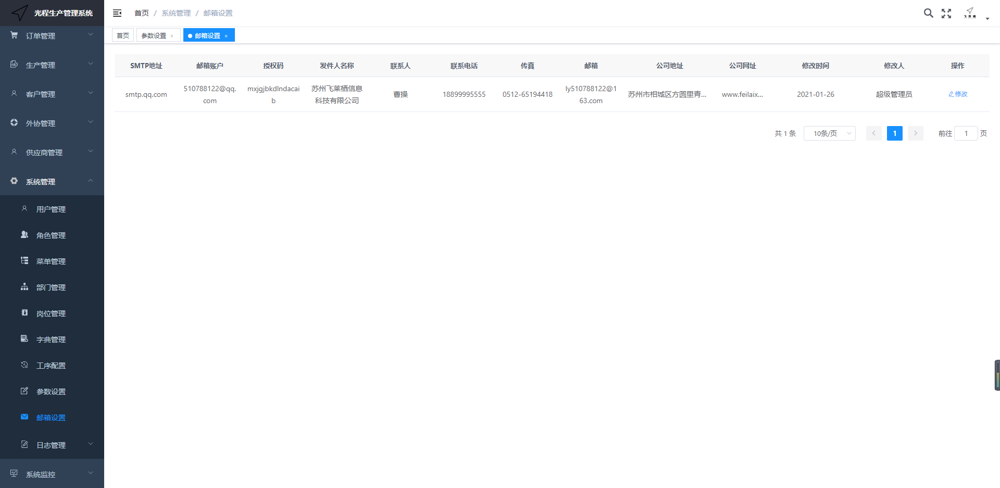 光程生产管理系统
首页 / 系统管理 / 邮箱设置
首页
参数设置 ×
邮箱设置 ×
订单管理
生产管理
客户管理
外协管理
供应商管理
系统管理
用户管理
角色管理
菜单管理
部门管理
岗位管理
字典管理
工序配置
参数设置
邮箱设置
日志管理
系统监控
SMTP地址 邮箱账户 授权码 发件人名称 联系人 联系电话 传真 邮箱 公司地址 公司网址 修改时间 修改人 操作
smtp.qq.com
510788122@qq.
com
mxjgjbkdlndacai
b
苏州飞莱栖信息
科技有限公司
曹操
18899995555
0512-65194418
ly510788122@1
63.com
苏州市相城区方圆里青...
www.feilaix...
2021-01-26
超级管理员
修改
共 1 条 10条/页 1 前往 1 页